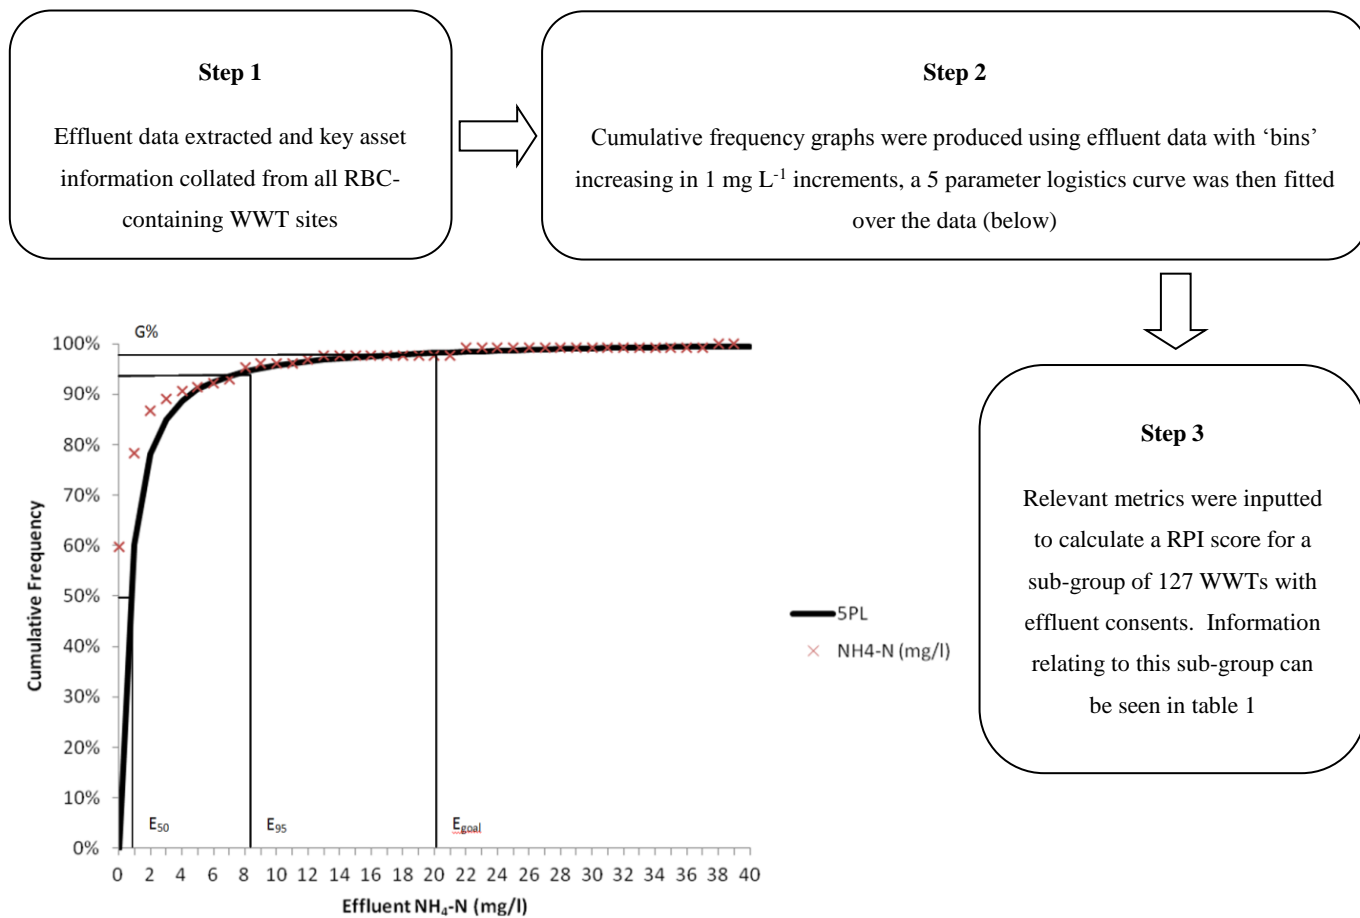 Step 1
Effluent data extracted and key asset
information collated from all RBC-
containing WWT sites
Step 2
Cumulative frequency graphs were produced using effluent data with ‘bins’
increasing in 1 mg L-1 increments, a 5 parameter logistics curve was then fitted
over the data (below)
Step 3
Relevant metrics were inputted
to calculate a RPI score for a
sub-group of 127 WWTs with
effluent consents. Information
relating to this sub-group can
be seen in table 1
G%
100%
90%
80%
70%
60%
50%
40%
30%
20%
10%
0%
Cumulative Frequency
E50
E95
Egoal
0 2 4 6 8 10 12 14 16 18 20 22 24 26 28 30 32 34 36 38 40
Effluent NH4-N (mg/l)
5PL
NH4-N (mg/l)